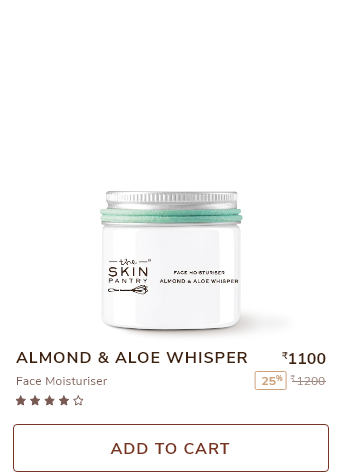 the
SKIN
PANTRY
FACE MOISTURISER
ALMOND & ALOE WHISPER
ALMOND & ALOE WHISPER ₹1100
Face Moisturiser 25% ₹1200
ADD TO CART